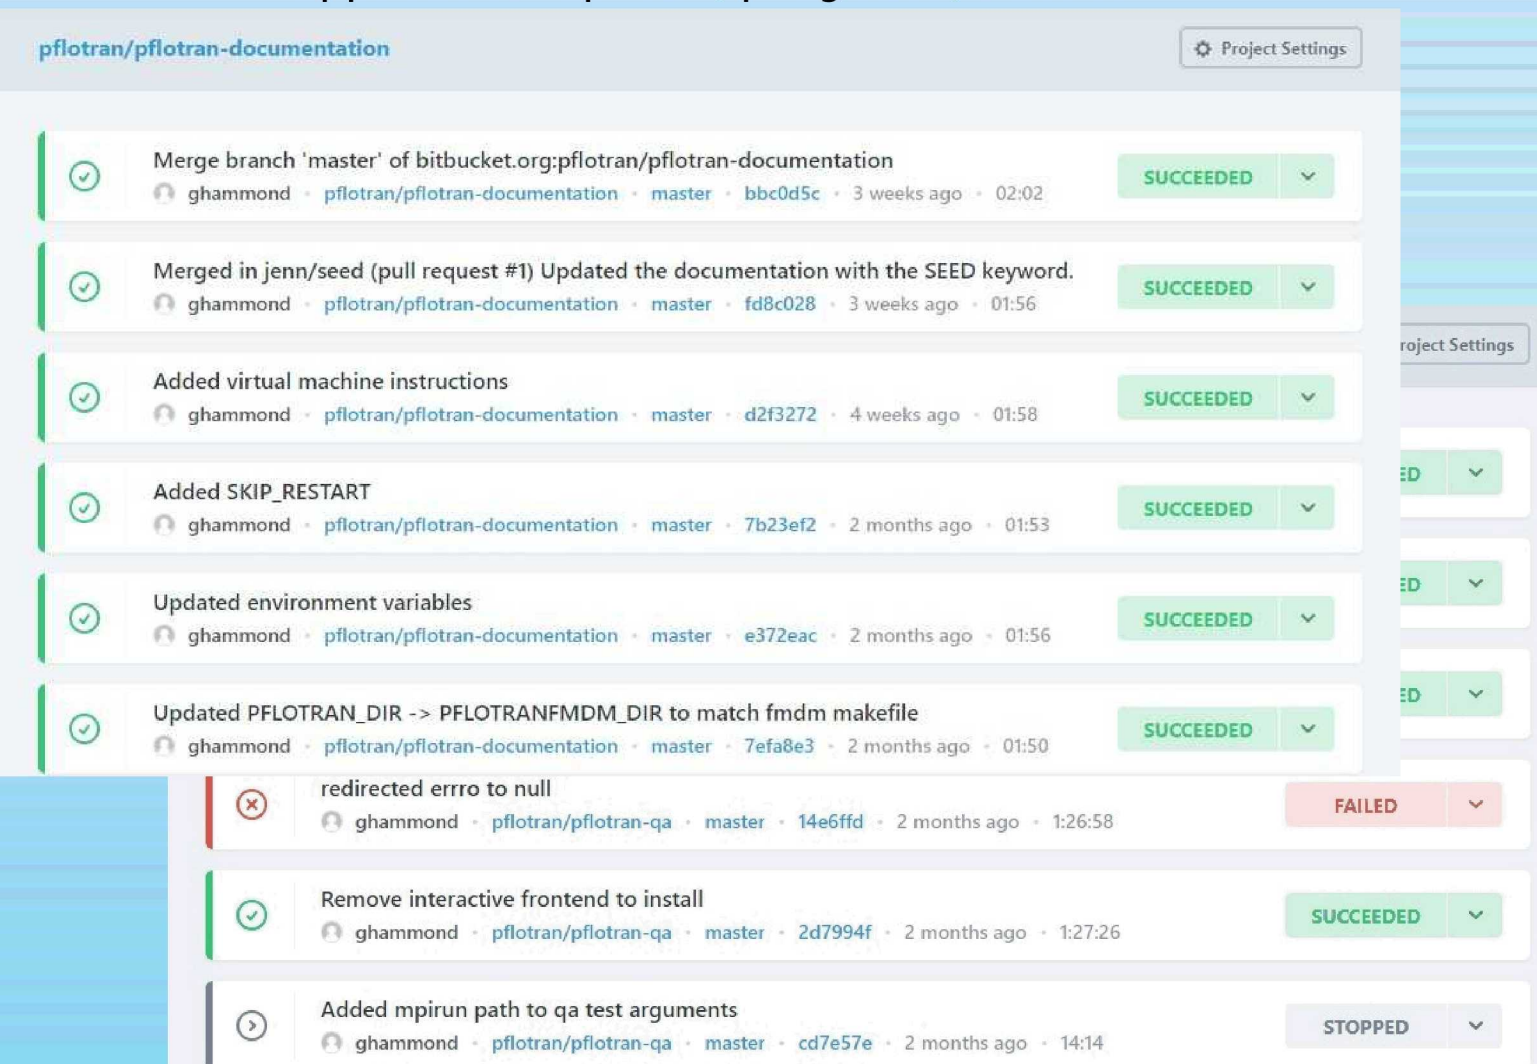 pflotran/pflotran-documentation
Project Settings
Merge branch 'master' of bitbucket.org:pflotran/pflotran-documentation
SUCCEEDED
ghammond · pflotran/pflotran-documentation · master · bbc0d5c · 3 weeks ago · 02:02
Merged in jenn/seed (pull request #1) Updated the documentation with the SEED keyword.
SUCCEEDED
ghammond · pflotran/pflotran-documentation · master · fd8c028 · 3 weeks ago · 01:56
roject Settings
Added virtual machine instructions
SUCCEEDED
ghammond · pflotran/pflotran-documentation · master · d2f3272 · 4 weeks ago · 01:58
ED
Added SKIP_RESTART
SUCCEEDED
ghammond · pflotran/pflotran-documentation · master · 7b23ef2 · 2 months ago · 01:53
ED
Updated environment variables
SUCCEEDED
ghammond · pflotran/pflotran-documentation · master · e372eac · 2 months ago · 01:56
ED
Updated PFLOTRAN_DIR -> PFLOTRANFMDM_DIR to match fmdm makefile
SUCCEEDED
ghammond · pflotran/pflotran-documentation · master · 7efa8e3 · 2 months ago · 01:50
redirected errro to null
FAILED
ghammond · pflotran/pflotran-qa · master · 14e6ffd · 2 months ago · 1:26:58
Remove interactive frontend to install
SUCCEEDED
ghammond · pflotran/pflotran-qa · master · 2d7994f · 2 months ago · 1:27:26
Added mpirun path to qa test arguments
STOPPED
ghammond · pflotran/pflotran-qa · master · cd7e57e · 2 months ago · 14:14